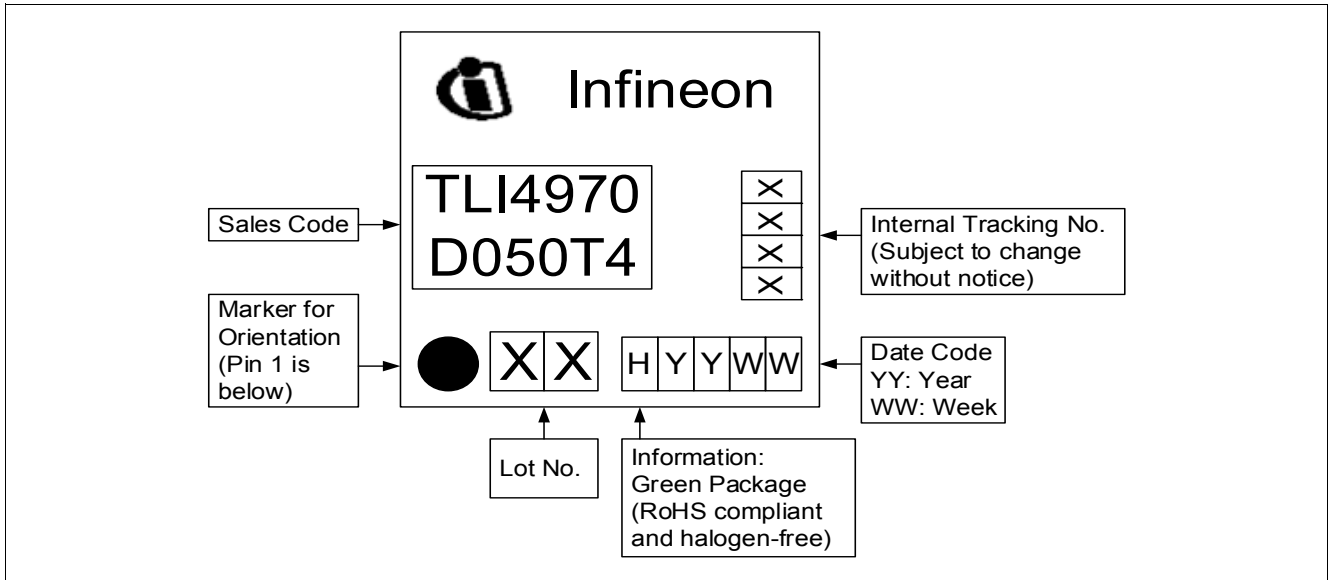 Infineon
TLI4970
D050T4
Sales Code
X
X
X
X
Internal Tracking No.
(Subject to change
without notice)
Marker for
Orientation
(Pin 1 is
below)
X X
H Y Y W W
Date Code
YY: Year
WW: Week
Lot No.
Information:
Green Package
(RoHS compliant
and halogen-free)